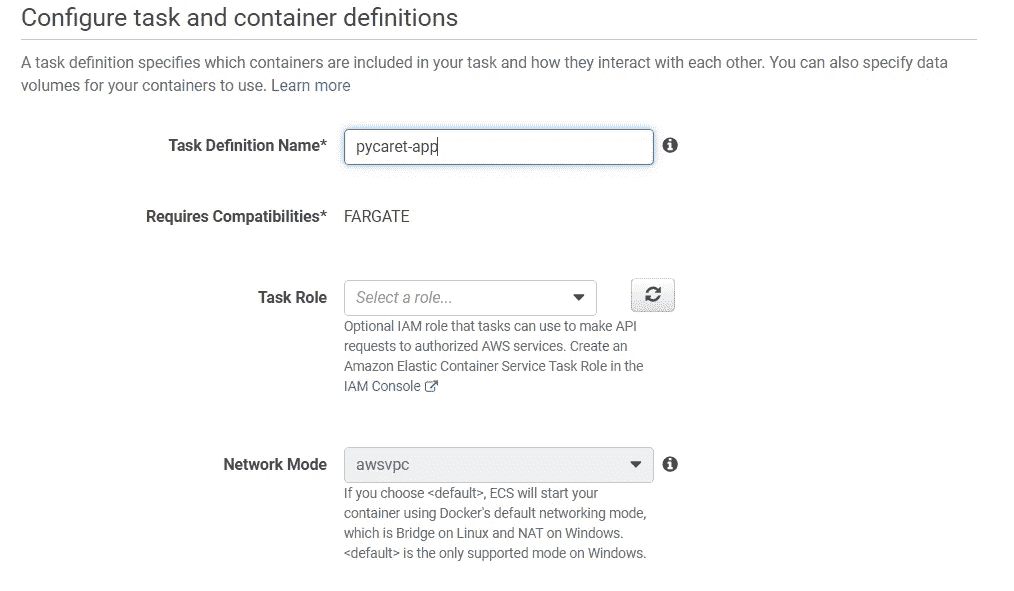 Configure task and container definitions
A task definition specifies which containers are included in your task and how they interact with each other. You can also specify data
volumes for your containers to use. Learn more
Task Definition Name* pycaret-app
Requires Compatibilities* FARGATE
Task Role Select a role...
Optional IAM role that tasks can use to make API
requests to authorized AWS services. Create an
Amazon Elastic Container Service Task Role in the
IAM Console
Network Mode awsvpc
If you choose <default>, ECS will start your
container using Docker's default networking mode,
which is Bridge on Linux and NAT on Windows.
<default> is the only supported mode on Windows.